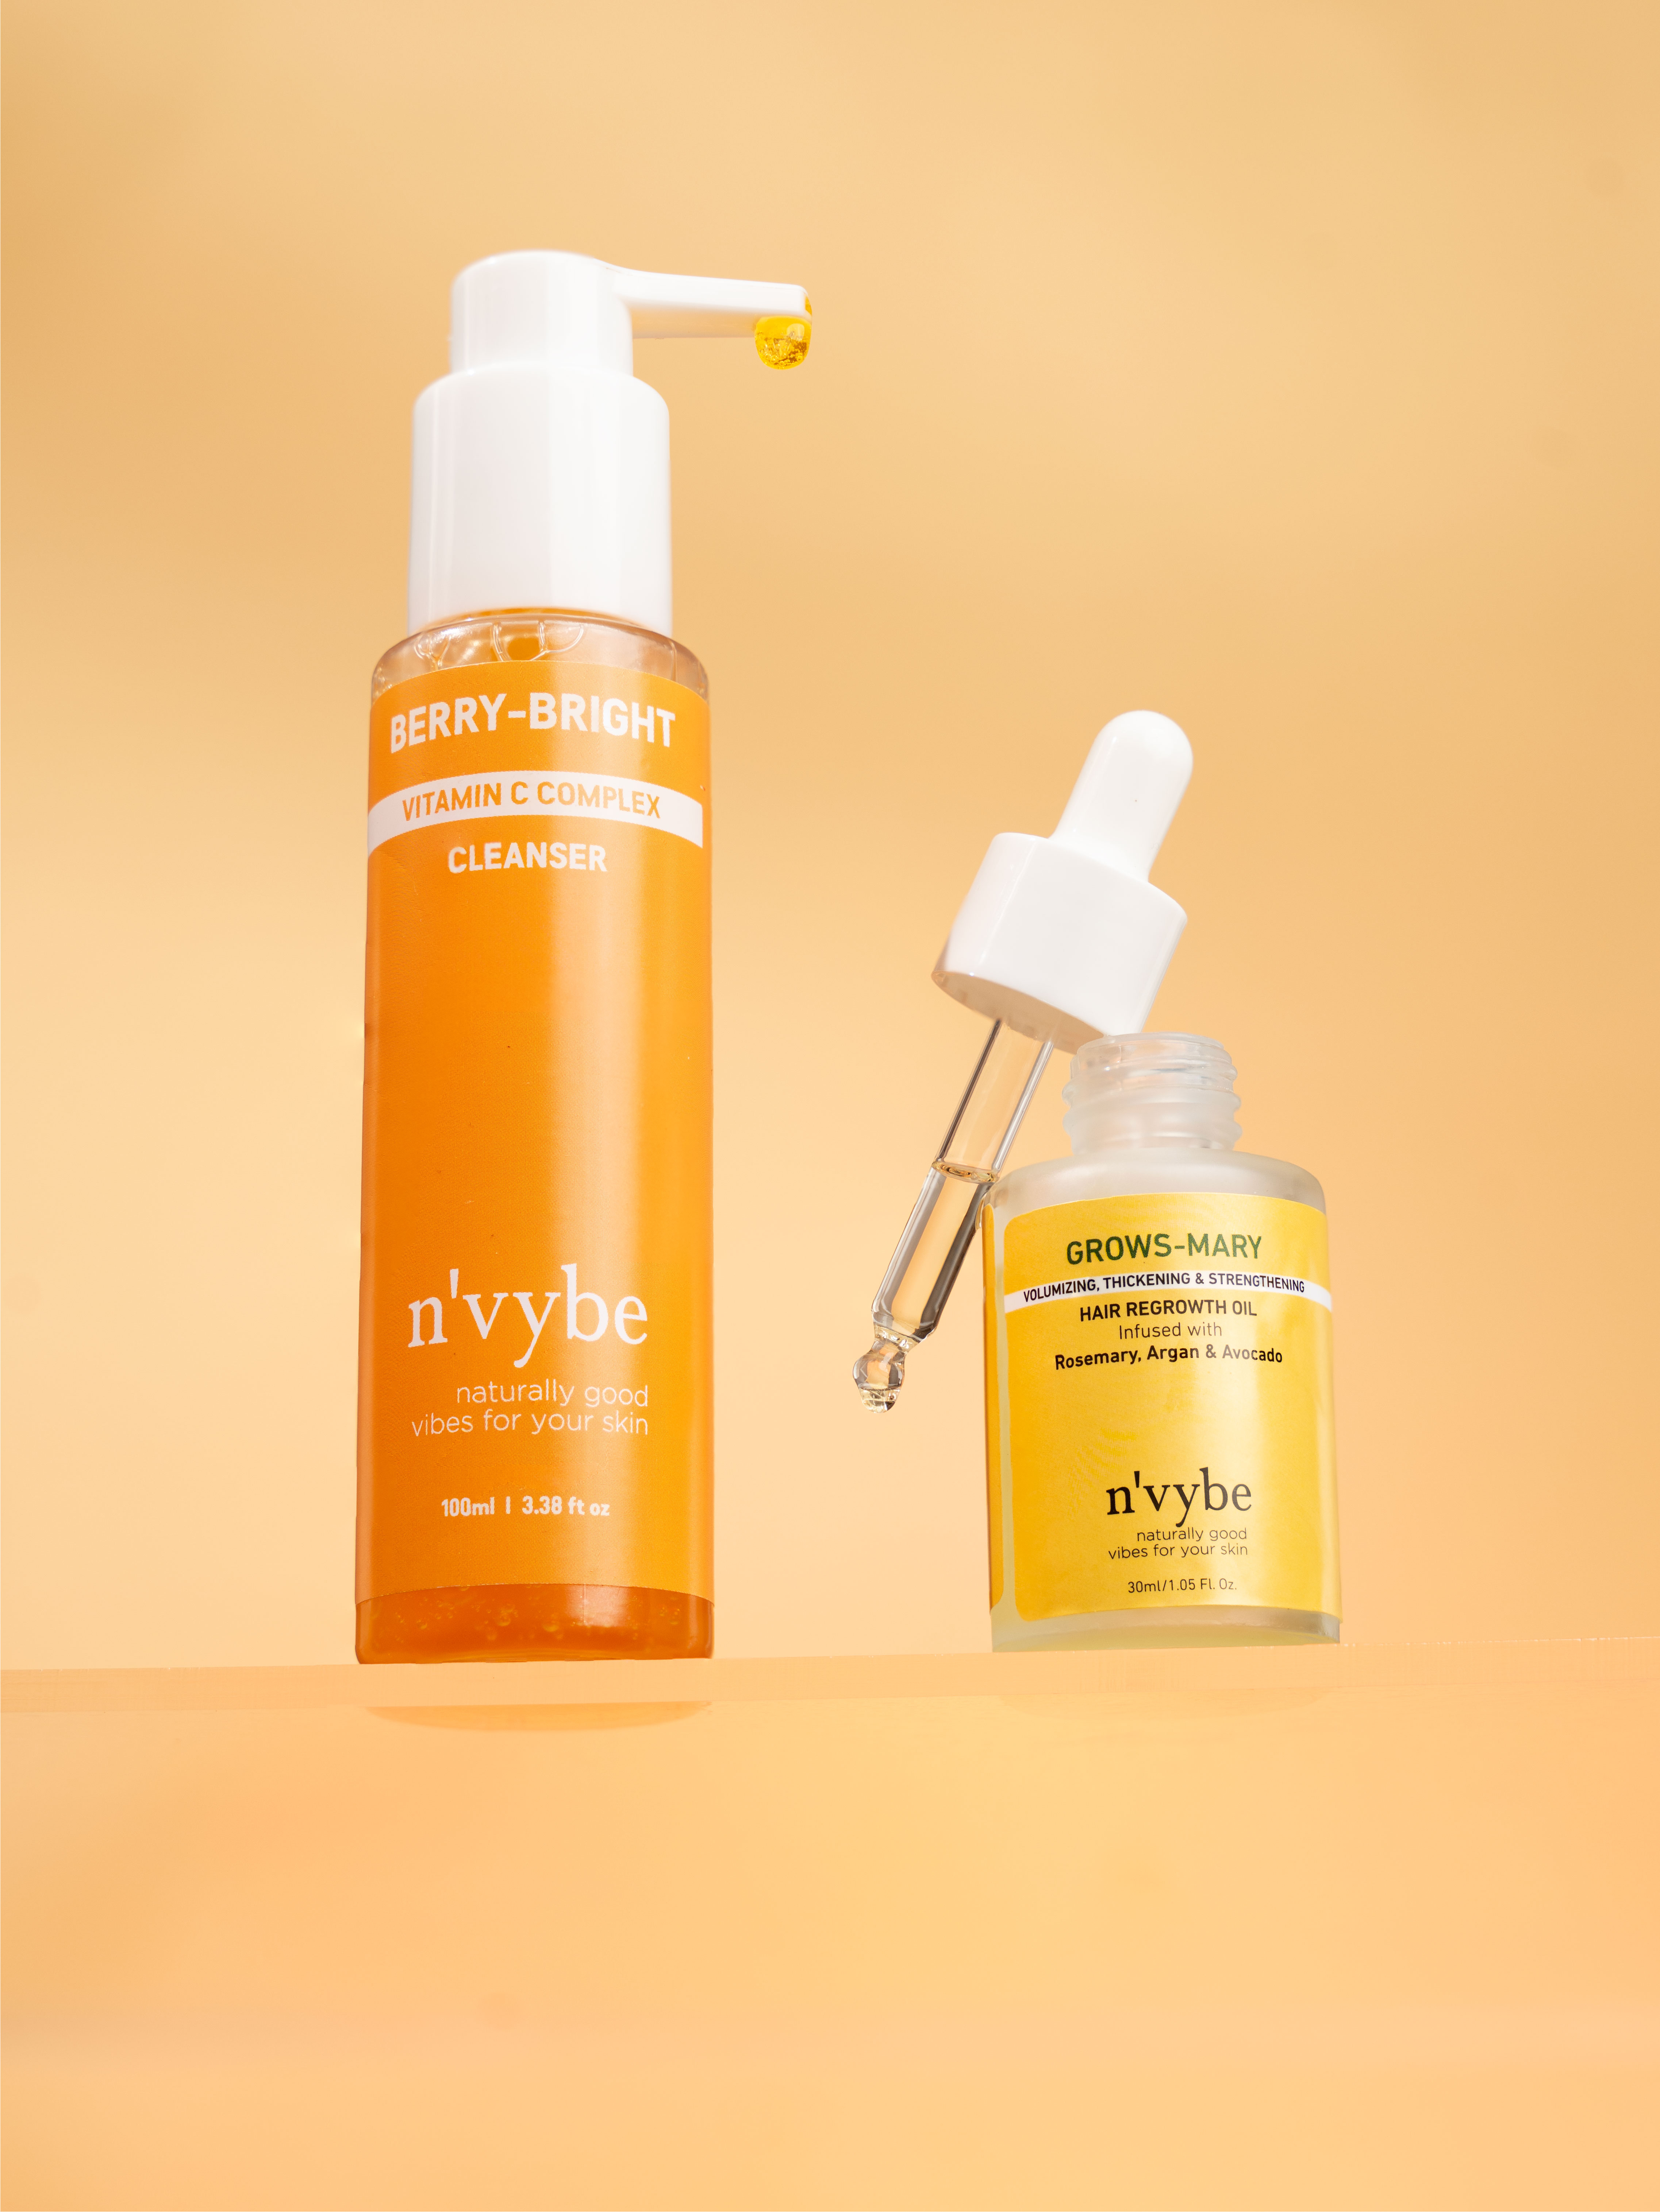 BERRY-BRIGHT
VITAMIN C COMPLEX
CLEANSER
n'vybe
naturally good
vibes for your skin
100ml | 3.38 ft oz
GROWS-MARY
VOLUMIZING, THICKENING & STRENGTHENING
HAIR REGROWTH OIL
Infused with
Rosemary, Argan & Avocado
n'vybe
naturally good
vibes for your skin
30ml/1.05 Fl. Oz.